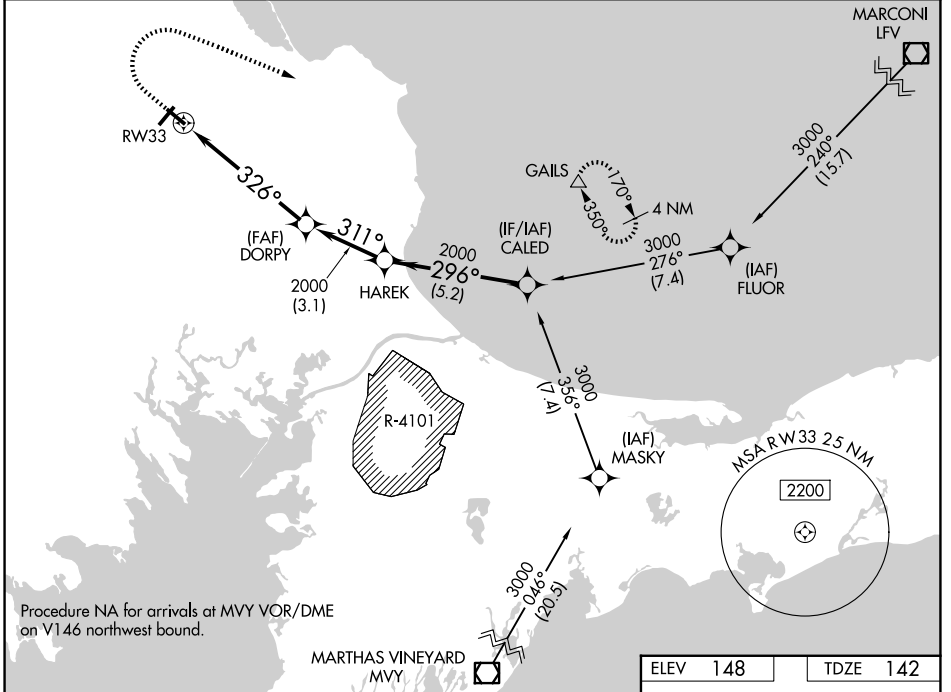 MARCONI
LFV
RW33
3000
240°
(15.7)
GAILS
170°
350°
4 NM
326°
(FAF)
DORPY
311°
2000
(3.1)
HAREK
2000
296°
(5.2)
(IF/IAF)
CALED
3000
276°
(7.4)
(IAF)
FLUOR
3000
356°
(7.4)
R-4101
(IAF)
MASKY
MSA RW33 25 NM
2200
3000
046°
(20.5)
Procedure NA for arrivals at MVY VOR/DME
on V146 northwest bound.
MARTHAS VINEYARD
MVY
ELEV 148
TDZE 142